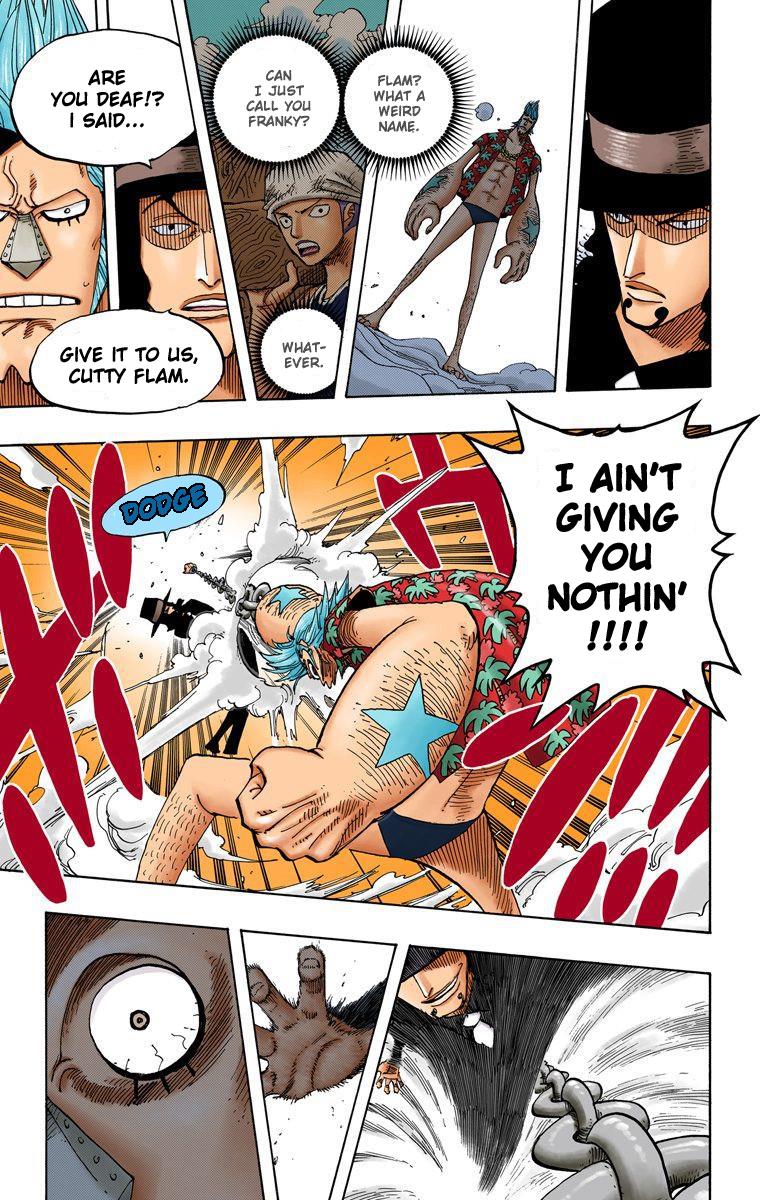 FLAM?
WHAT A
WEIRD
NAME.
CAN
I JUST
CALL YOU
FRANKY?
WHAT-
EVER.
ARE
YOU DEAF!?
I SAID...
GIVE IT TO US,
CUTTY FLAM.
I AIN'T
GIVING
YOU
NOTHIN'
!!!!
DODGE